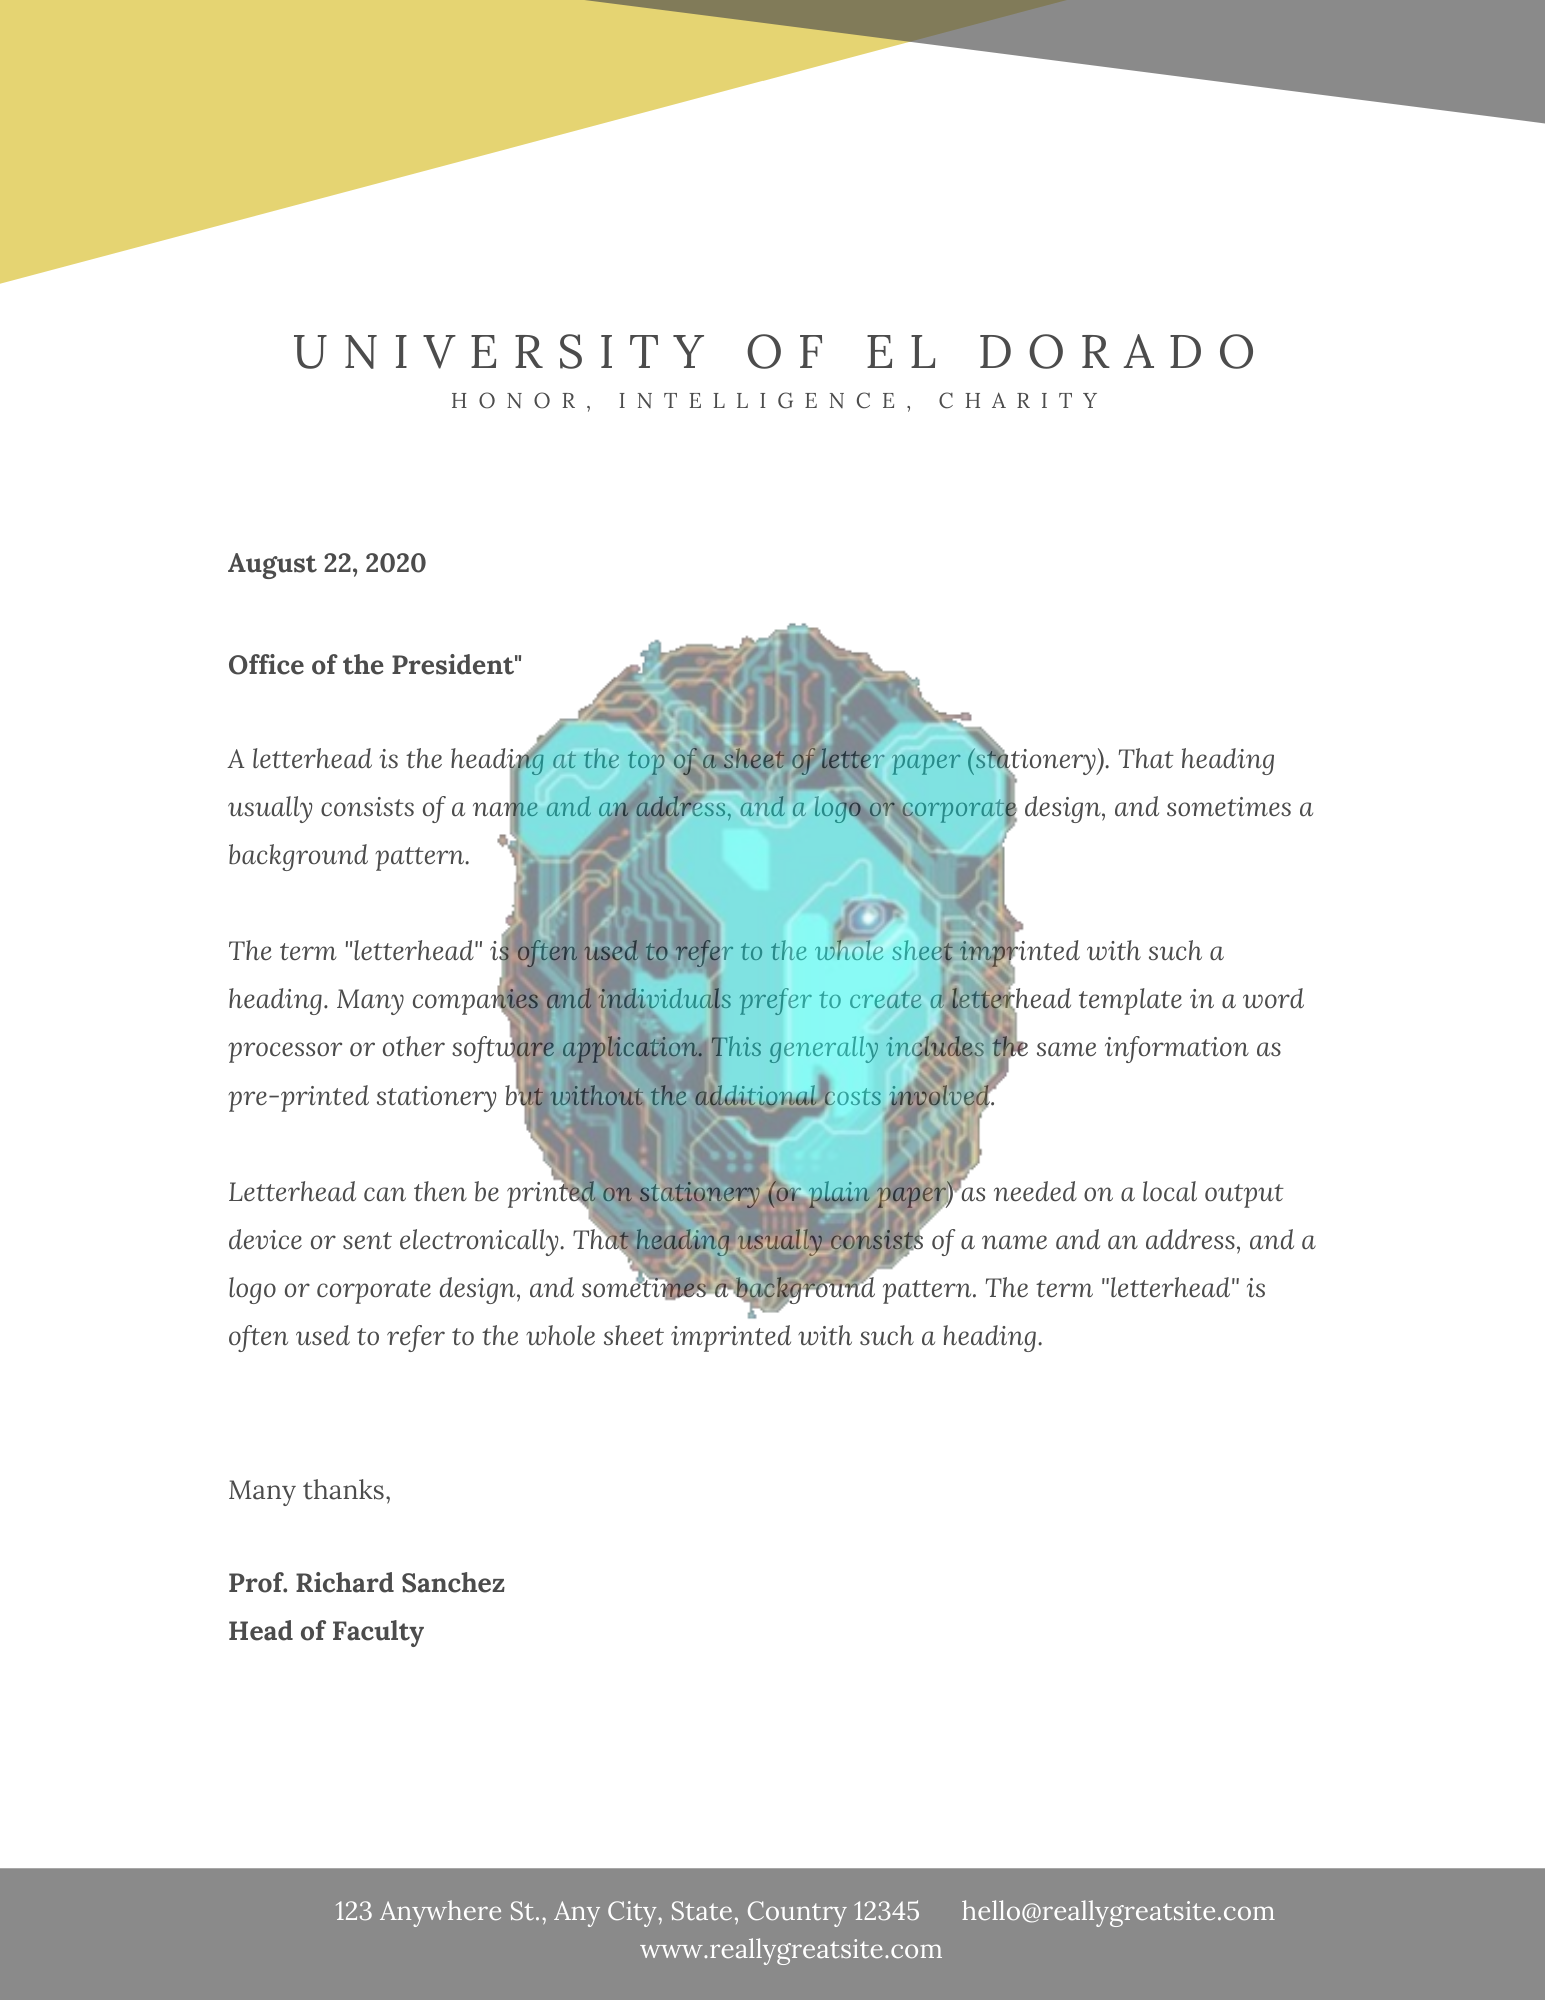 UNIVERSITY OF EL DORADO
HONOR, INTELLIGENCE, CHARITY
August 22, 2020
Office of the President"
A letterhead is the heading at the top of a sheet of letter paper (stationery). That heading
usually consists of a name and an address, and a logo or corporate design, and sometimes a
background pattern.
The term "letterhead" is often used to refer to the whole sheet imprinted with such a
heading. Many companies and individuals prefer to create a letterhead template in a word
processor or other software application. This generally includes the same information as
pre-printed stationery but without the additional costs involved.
Letterhead can then be printed on stationery (or plain paper) as needed on a local output
device or sent electronically. That heading usually consists of a name and an address, and a
logo or corporate design, and sometimes a background pattern. The term "letterhead" is
often used to refer to the whole sheet imprinted with such a heading.
Many thanks,
Prof. Richard Sanchez
Head of Faculty
123 Anywhere St., Any City, State, Country 12345 hello@reallygreatsite.com
www.reallygreatsite.com